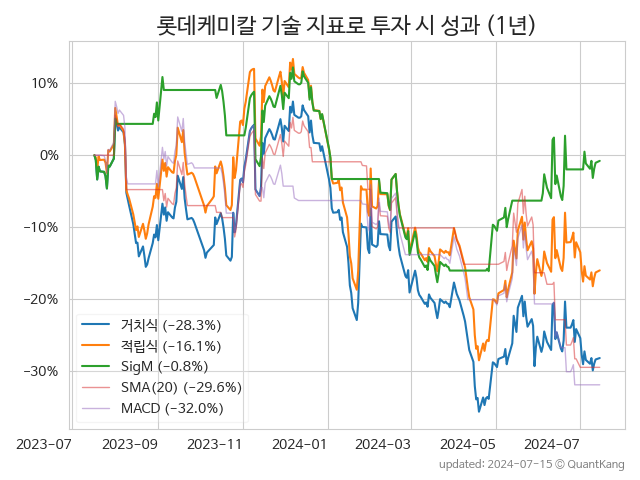 롯데케미칼 기술 지표로 투자 시 성과 (1년)
10%
0%
−10%
−20%
−30%
거치식 (−28.3%)
적립식 (−16.1%)
SigM (−0.8%)
SMA(20) (−29.6%)
MACD (−32.0%)
2023-07 2023-09 2023-11 2024-01 2024-03 2024-05 2024-07
updated: 2024-07-15 © QuantKang